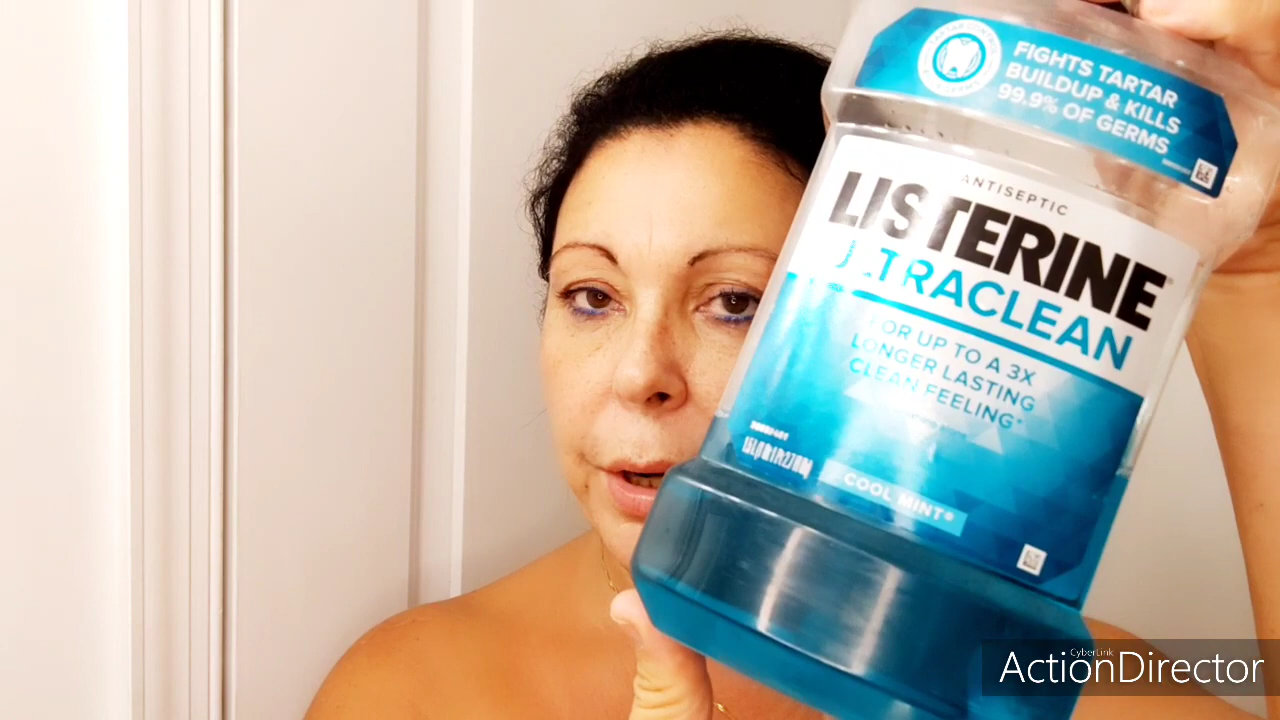 FIGHTS TARTAR
BUILDUP & KILLS
99.9% OF GERMS
ANTISEPTIC
LISTERINE
ULTRACLEAN
FOR UP TO A 3X
LONGER LASTING
CLEAN FEELING*
COOL MINT®
CyberLink
ActionDirector